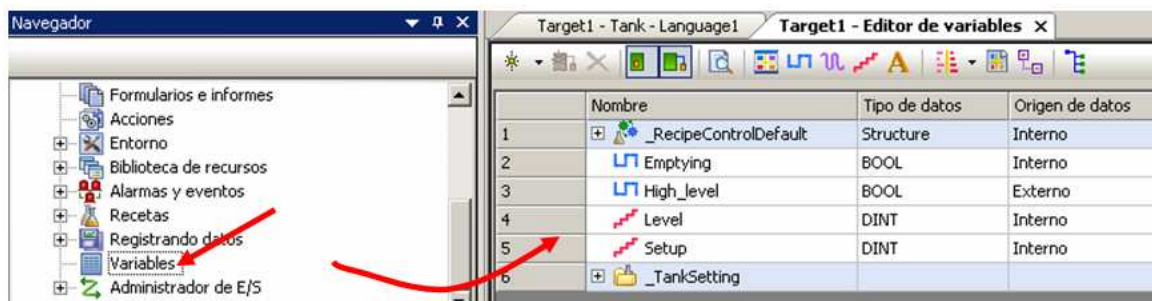 Navegador
Formularios e informes
Acciones
Entorno
Biblioteca de recursos
Alarmas y eventos
Recetas
Registrando datos
Variables
Administrador de E/S
Target1 - Tank - Language1 Target1 - Editor de variables
A
Nombre Tipo de datos Origen de datos
1 _RecipeControlDefault Structure Interno
2 Emptying BOOL Interno
3 High_level BOOL Externo
4 Level DINT Interno
5 Setup DINT Interno
6 _TankSetting